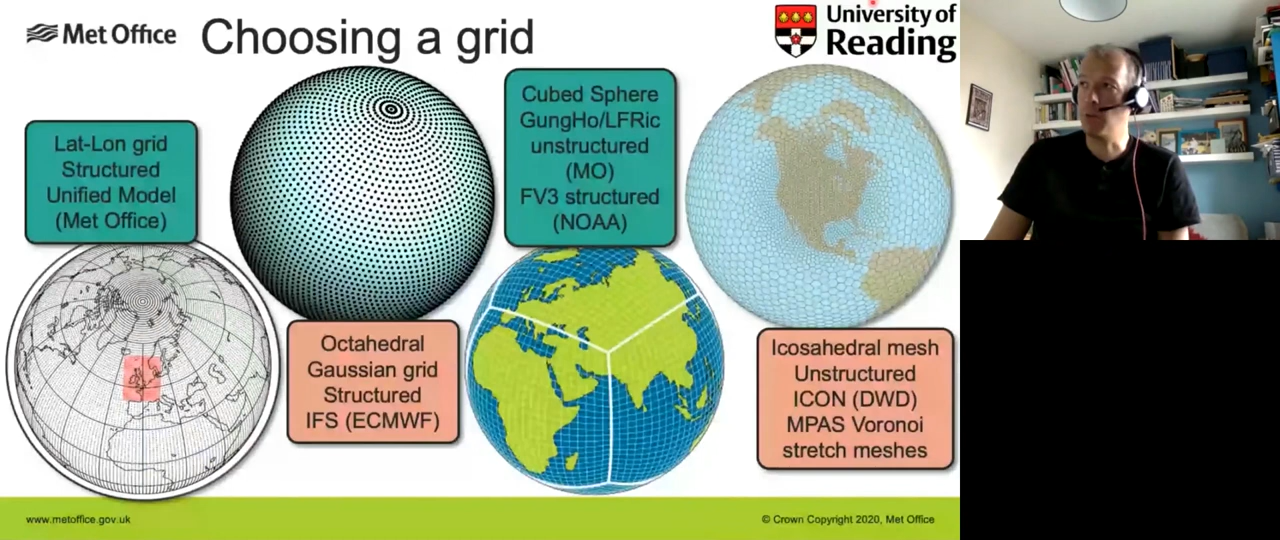 Met Office
Choosing a grid
University of
Reading
Lat-Lon grid
Structured
Unified Model
(Met Office)
Octahedral
Gaussian grid
Structured
IFS (ECMWF)
Cubed Sphere
GungHo/LFRic
unstructured
(MO)
FV3 structured
(NOAA)
Icosahedral mesh
Unstructured
ICON (DWD)
MPAS Voronoi
stretch meshes
www.metoffice.gov.uk
© Crown Copyright 2020, Met Office